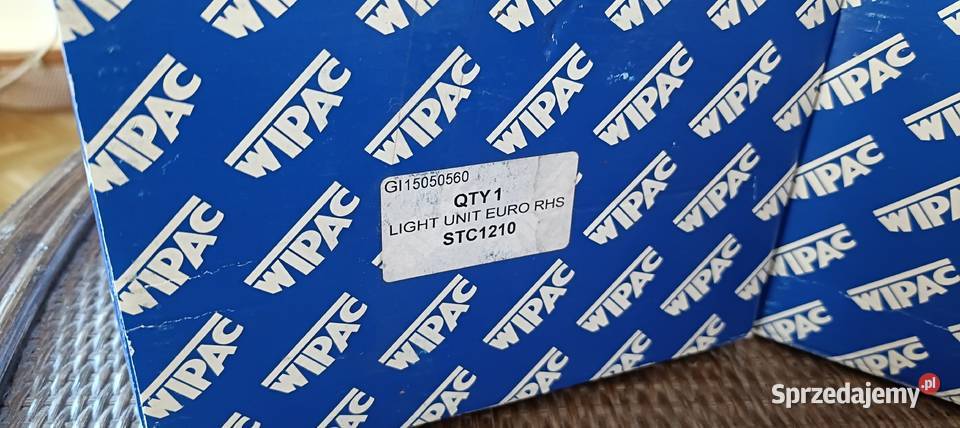 WIPAC
GI15050560
QTY 1
LIGHT UNIT EURO RHS
STC1210
Sprzedajemy.pl